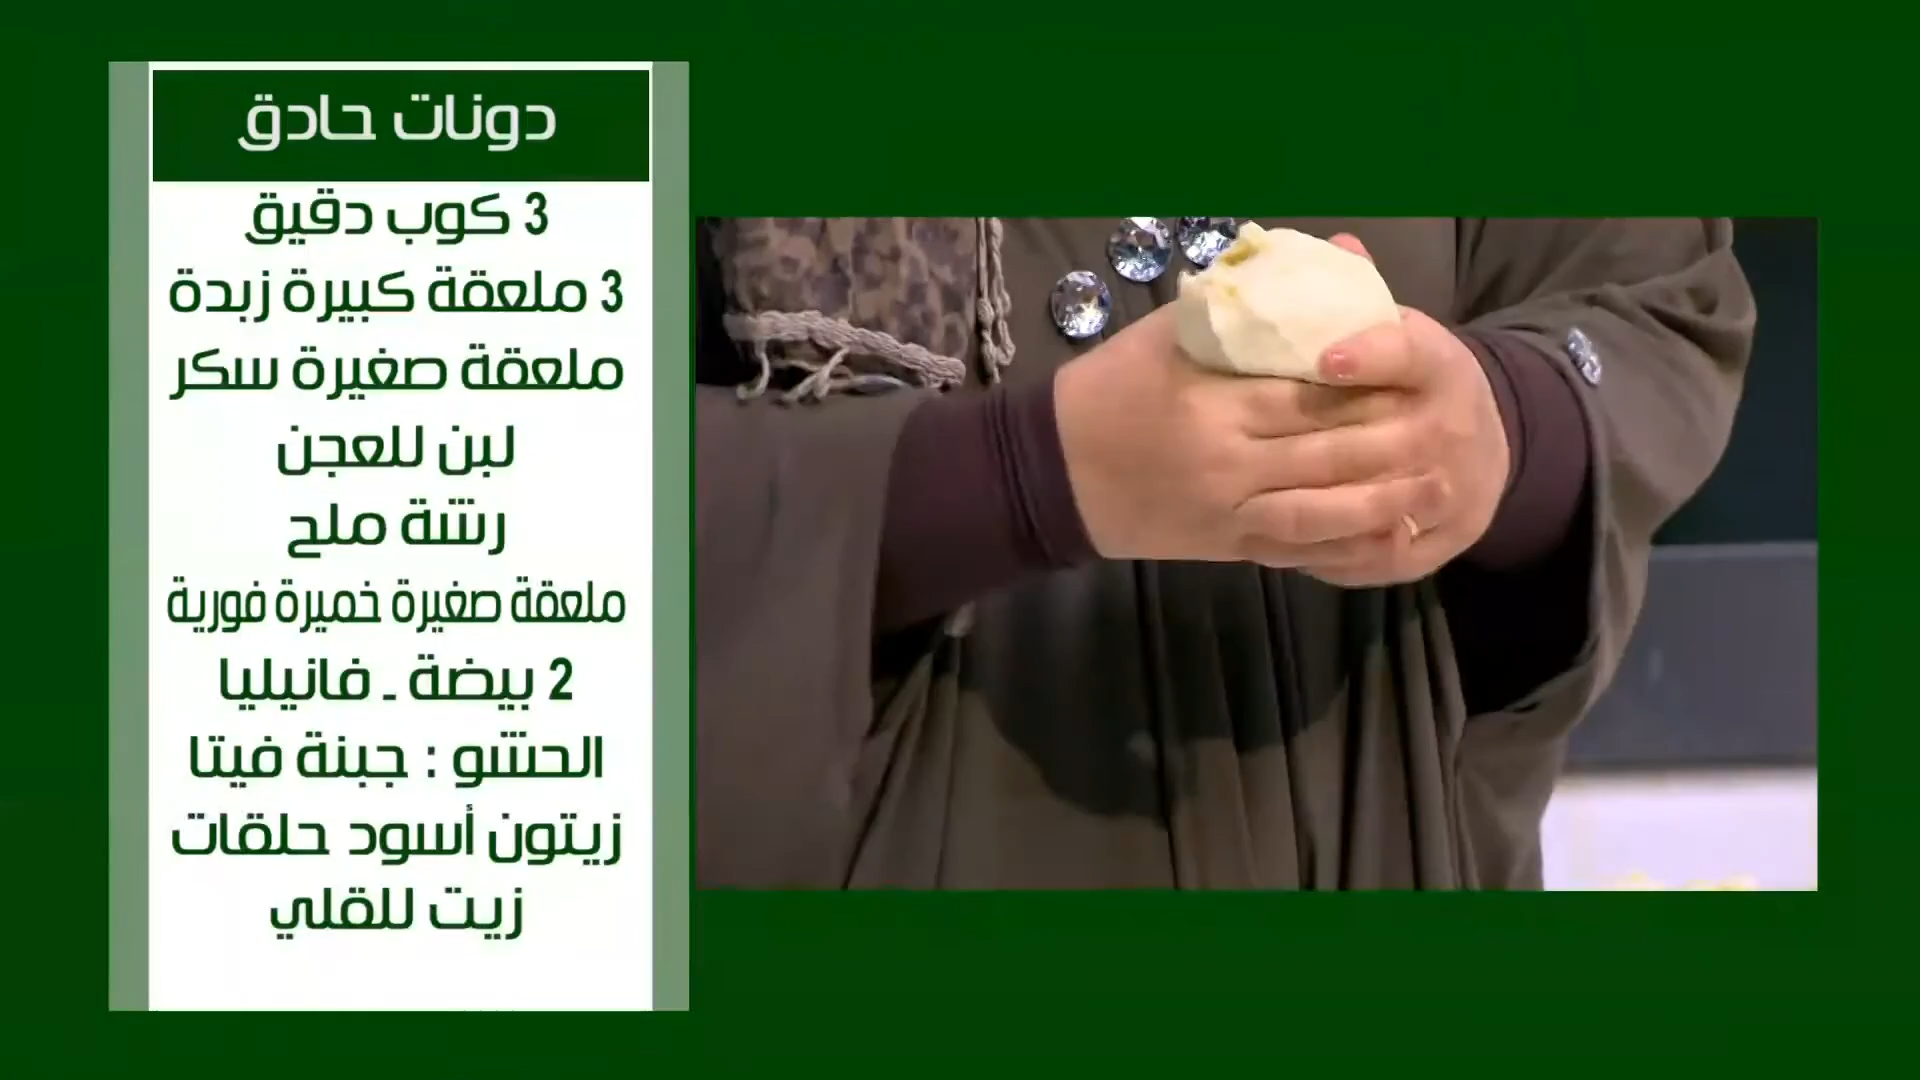 دونات حادق
3 كوب دقيق
3 ملعقة كبيرة زبدة
ملعقة صغيرة سكر
لبن للعجن
رشة ملح
ملعقة صغيرة خميرة فورية
2 بيضة - فانيليا
الحشو : جبنة فيتا
زيتون أسود حلقات
زيت للقلي